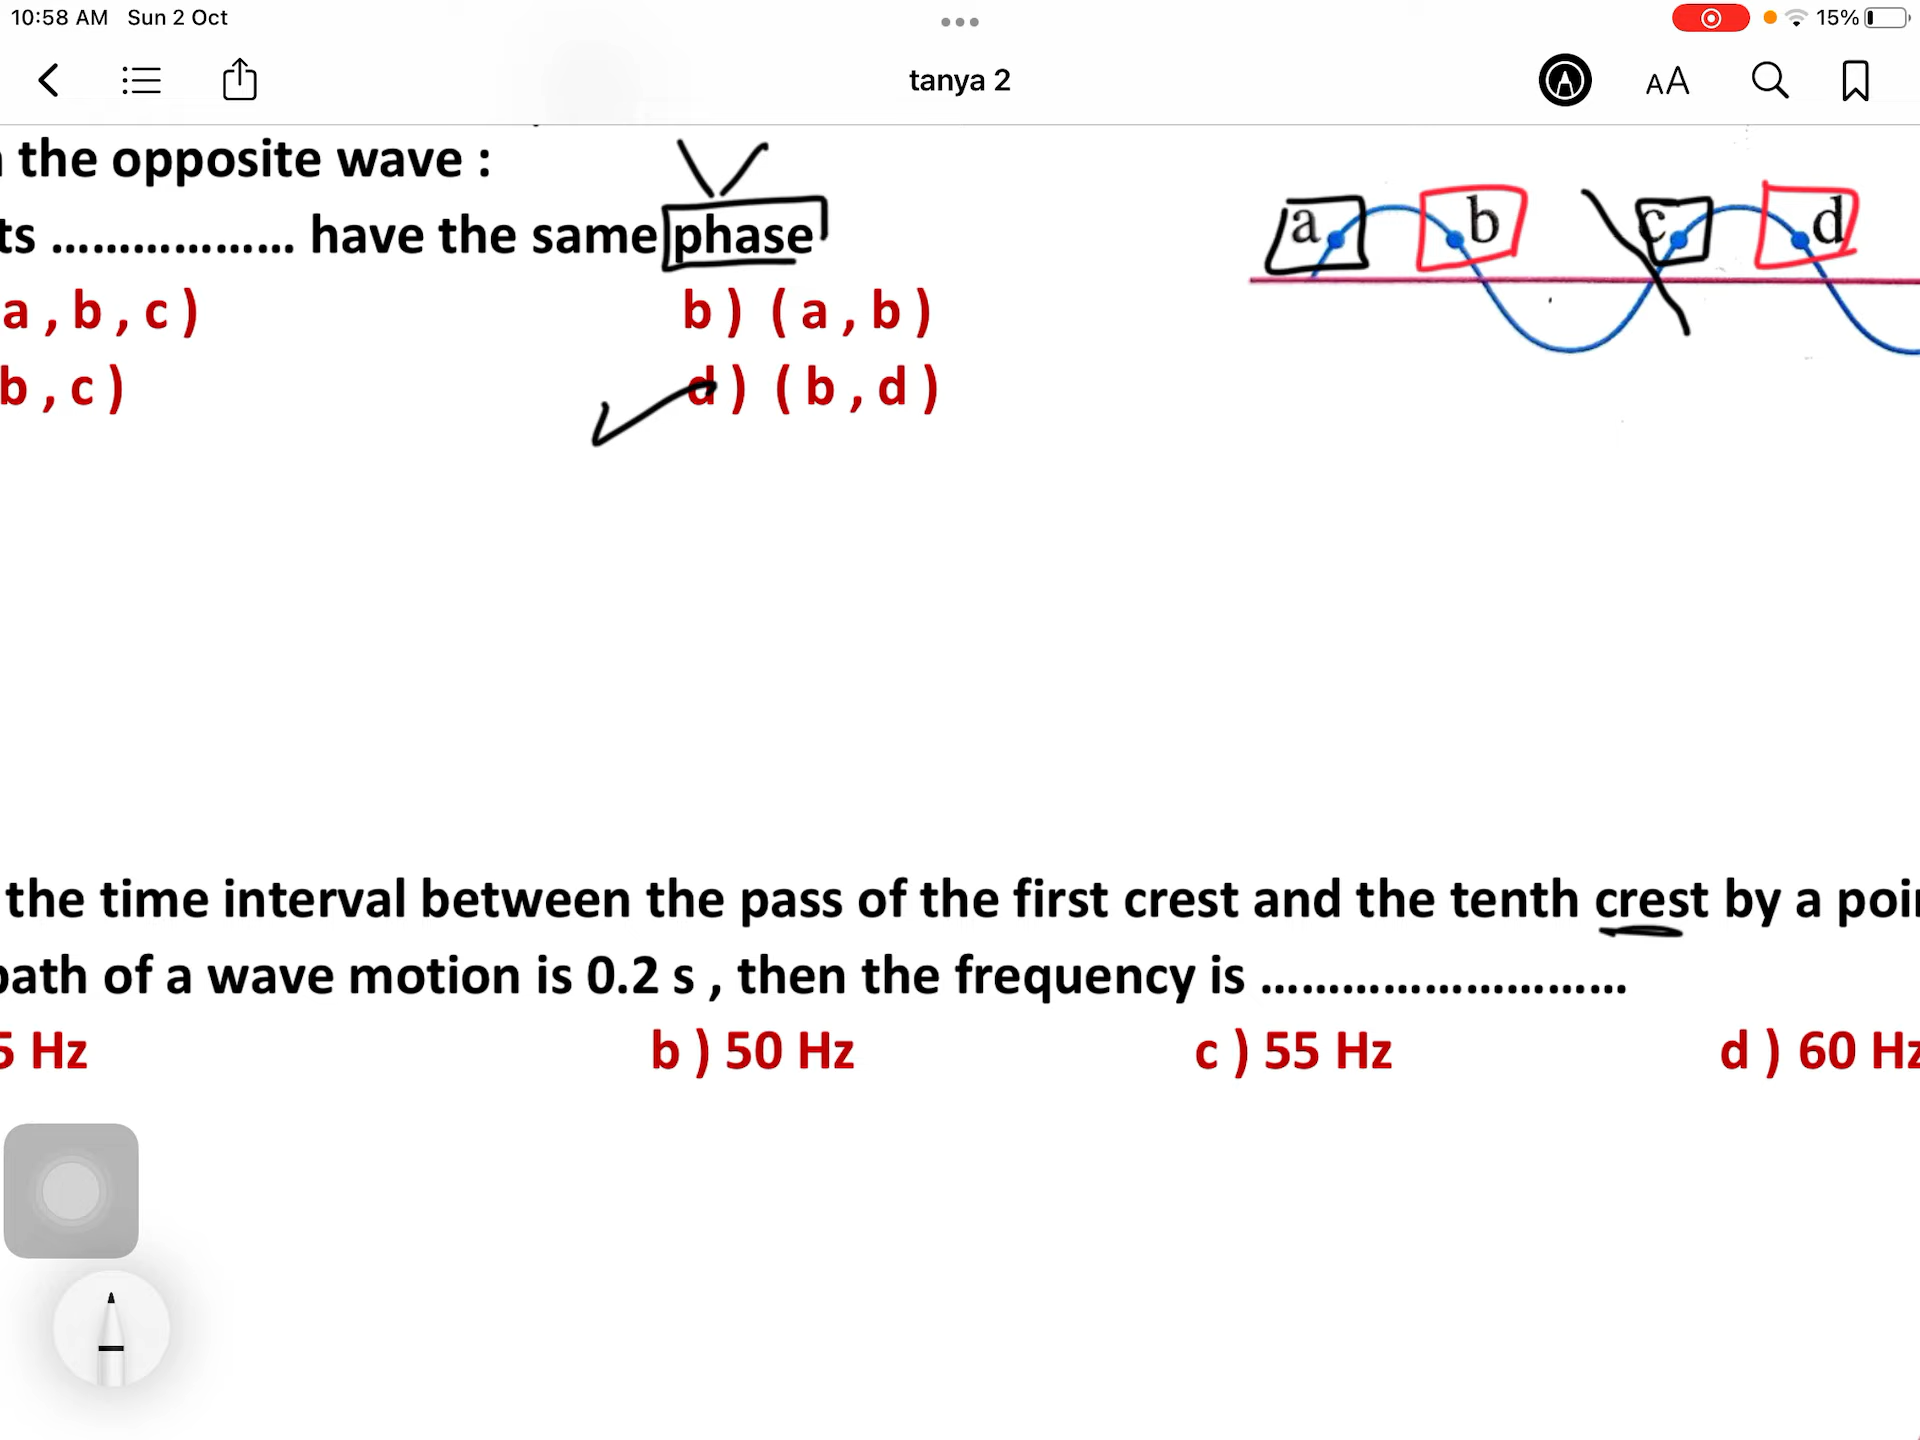 10:58 AM Sun 2 Oct
15%
tanya 2
the opposite wave :
ts .................. have the same phase
a , b , c )
b ) ( a , b )
b , c )
d ) ( b , d )
a b c d
the time interval between the pass of the first crest and the tenth crest by a poin
path of a wave motion is 0.2 s , then the frequency is ...........................
5 Hz
b ) 50 Hz
c ) 55 Hz
d ) 60 Hz